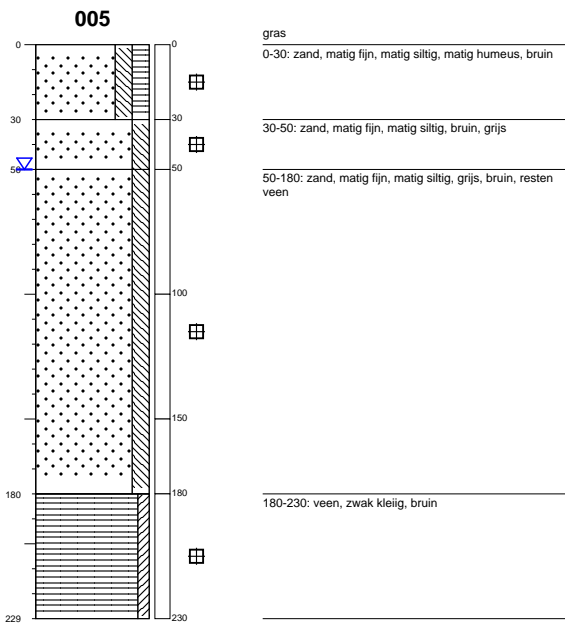 005
gras
0
0
0-30: zand, matig fijn, matig siltig, matig humeus, bruin
30
30
30-50: zand, matig fijn, matig siltig, bruin, grijs
50
50
50-180: zand, matig fijn, matig siltig, grijs, bruin, resten
veen
100
150
180
180
180-230: veen, zwak kleiig, bruin
229
230